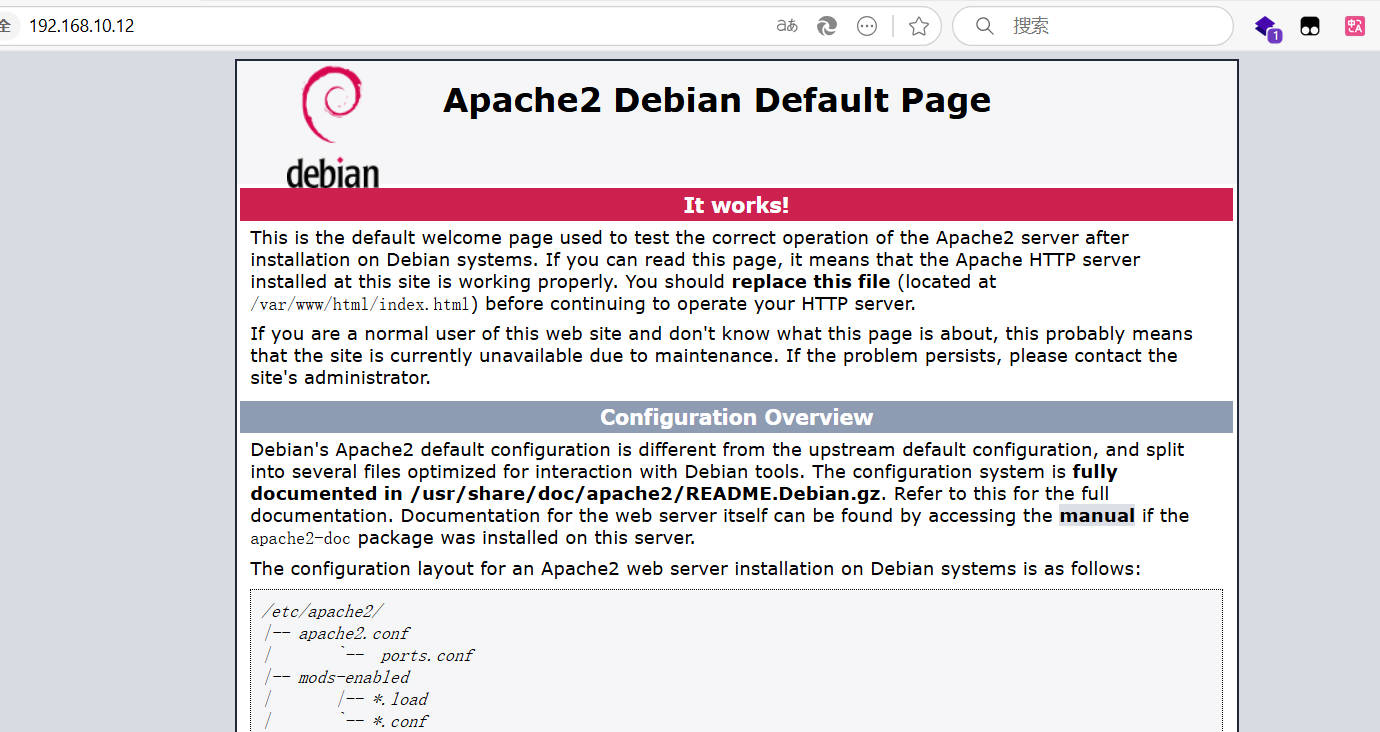 全 192.168.10.12 aあ 搜索 1 中 A
Apache2 Debian Default Page
debian
It works!
This is the default welcome page used to test the correct operation of the Apache2 server after
installation on Debian systems. If you can read this page, it means that the Apache HTTP server
installed at this site is working properly. You should replace this file (located at
/var/www/html/index.html) before continuing to operate your HTTP server.
If you are a normal user of this web site and don't know what this page is about, this probably means
that the site is currently unavailable due to maintenance. If the problem persists, please contact the
site's administrator.
Configuration Overview
Debian's Apache2 default configuration is different from the upstream default configuration, and split
into several files optimized for interaction with Debian tools. The configuration system is fully
documented in /usr/share/doc/apache2/README.Debian.gz. Refer to this for the full
documentation. Documentation for the web server itself can be found by accessing the manual if the
apache2-doc package was installed on this server.
The configuration layout for an Apache2 web server installation on Debian systems is as follows:
/etc/apache2/
|-- apache2.conf
|       `--  ports.conf
|-- mods-enabled
|       |-- *.load
|       `-- *.conf